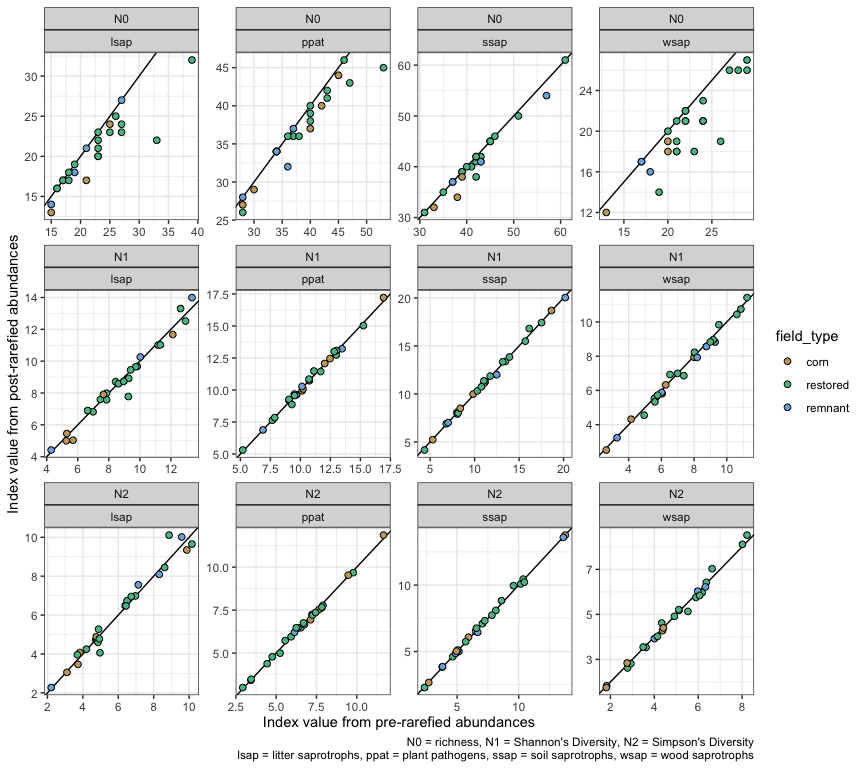 N0 N0 N0 N0
lsap ppat ssap wsap
30 25 20 15
45 40 35 30 25
60 50 40 30
24 20 16 12
15 20 25 30 35 40
30 35 40 45 50
30 40 50 60
15 20 25
N1 N1 N1 N1
lsap ppat ssap wsap
14 12 10 8 6 4
17.5 15.0 12.5 10.0 7.5 5.0
20 15 10 5
10 8 6 4
4 6 8 10 12
5.0 7.5 10.0 12.5 15.0 17.5
5 10 15 20
4 6 8 10
N2 N2 N2 N2
lsap ppat ssap wsap
10 8 6 4 2
10.0 7.5 5.0
10 5
7 5 3
2 4 6 8 10
2.5 5.0 7.5 10.0
5 10
2 4 6 8
Index value from post-rarefied abundances
Index value from pre-rarefied abundances
field_type
corn
restored
remnant
N0 = richness, N1 = Shannon's Diversity, N2 = Simpson's Diversity
lsap = litter saprotrophs, ppat = plant pathogens, ssap = soil saprotrophs, wsap = wood saprotrophs